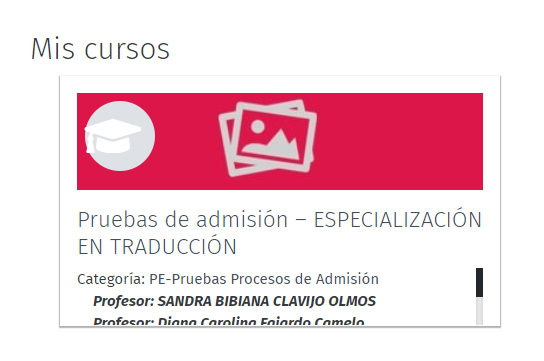 Mis cursos
Pruebas de admisión – ESPECIALIZACIÓN
EN TRADUCCIÓN
Categoría: PE-Pruebas Procesos de Admisión
Profesor: SANDRA BIBIANA CLAVIJO OLMOS
Profesor: Diana Carolina Fajardo Camelo